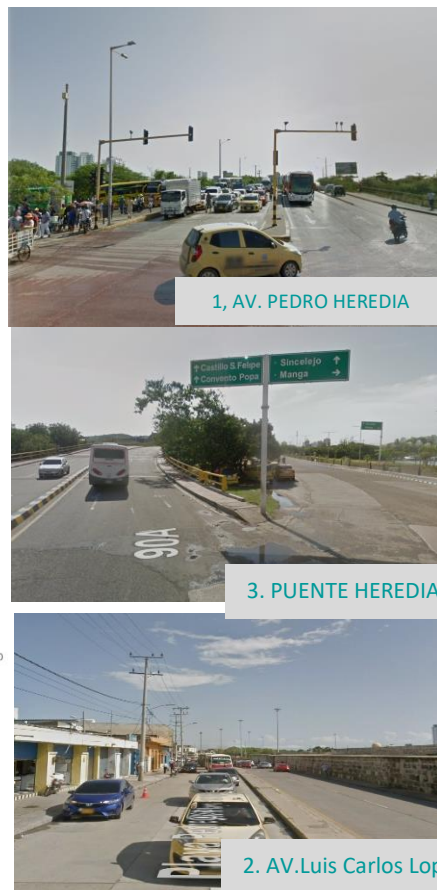 1, AV. PEDRO HEREDIA
↑ Castillo S. Felipe
↑ Convento Popa
Sincelejo ↑
- Manga →
90A
3. PUENTE HEREDIA
o
2. AV.Luis Carlos Lop